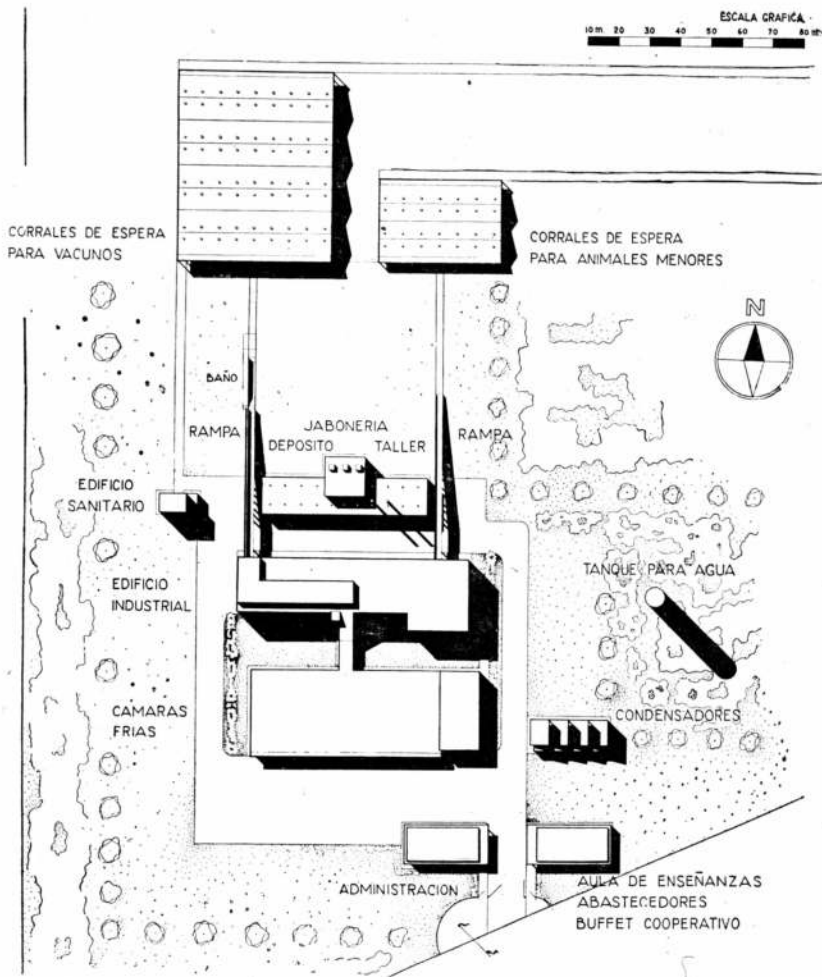 ESCALA GRAFICA.
10 m. 20 30 40 50 60 70 80 mts
CORRALES DE ESPERA
PARA VACUNOS
CORRALES DE ESPERA
PARA ANIMALES MENORES
N
BAÑO
RAMPA
JABONERIA
DEPOSITO
TALLER
RAMPA
EDIFICIO
SANITARIO
EDIFICIO
INDUSTRIAL
TANQUE PARA AGUA
CAMARAS
FRIAS
CONDENSADORES
ADMINISTRACION
AULA DE ENSEÑANZAS
ABASTECEDORES
BUFFET COOPERATIVO